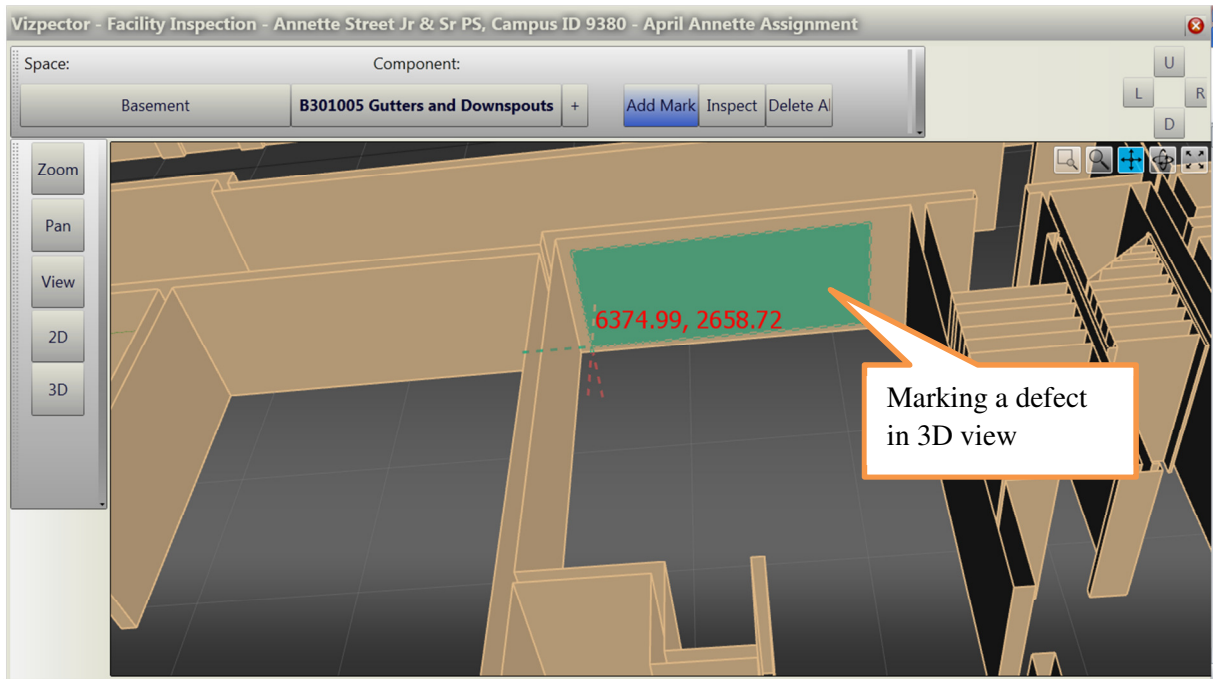 Vizpector - Facility Inspection - Annette Street Jr & Sr PS, Campus ID 9380 - April Annette Assignment
Space: Component:
Basement B301005 Gutters and Downspouts + Add Mark Inspect Delete Al
U
L R
D
Zoom
Pan
View
2D
3D
6374.99, 2658.72
Marking a defect
in 3D view